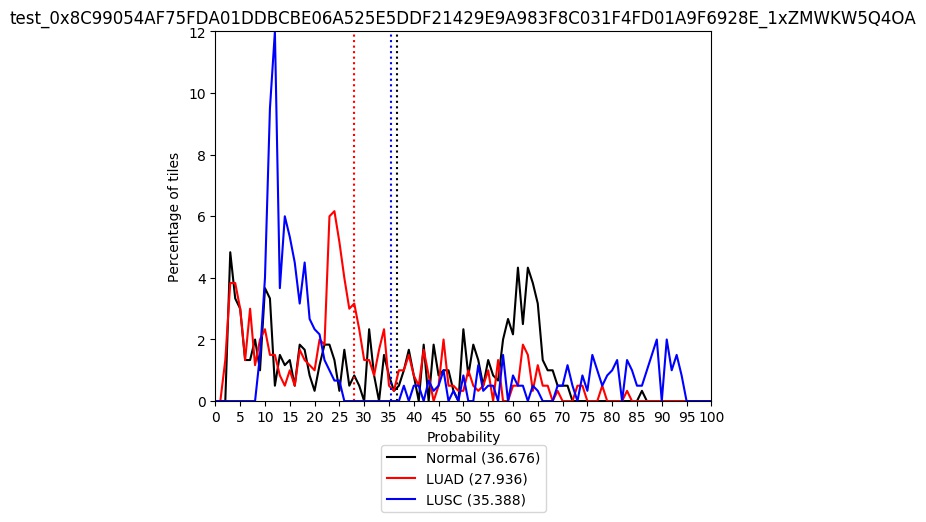 test_0x8C99054AF75FDA01DDBCBE06A525E5DDF21429E9A983F8C031F4FD01A9F6928E_1xZMWKW5Q4OA
12
10
8
6
4
2
0
Percentage of tiles
0 5 10 15 20 25 30 35 40 45 50 55 60 65 70 75 80 85 90 95 100
Probability
Normal (36.676)
LUAD (27.936)
LUSC (35.388)